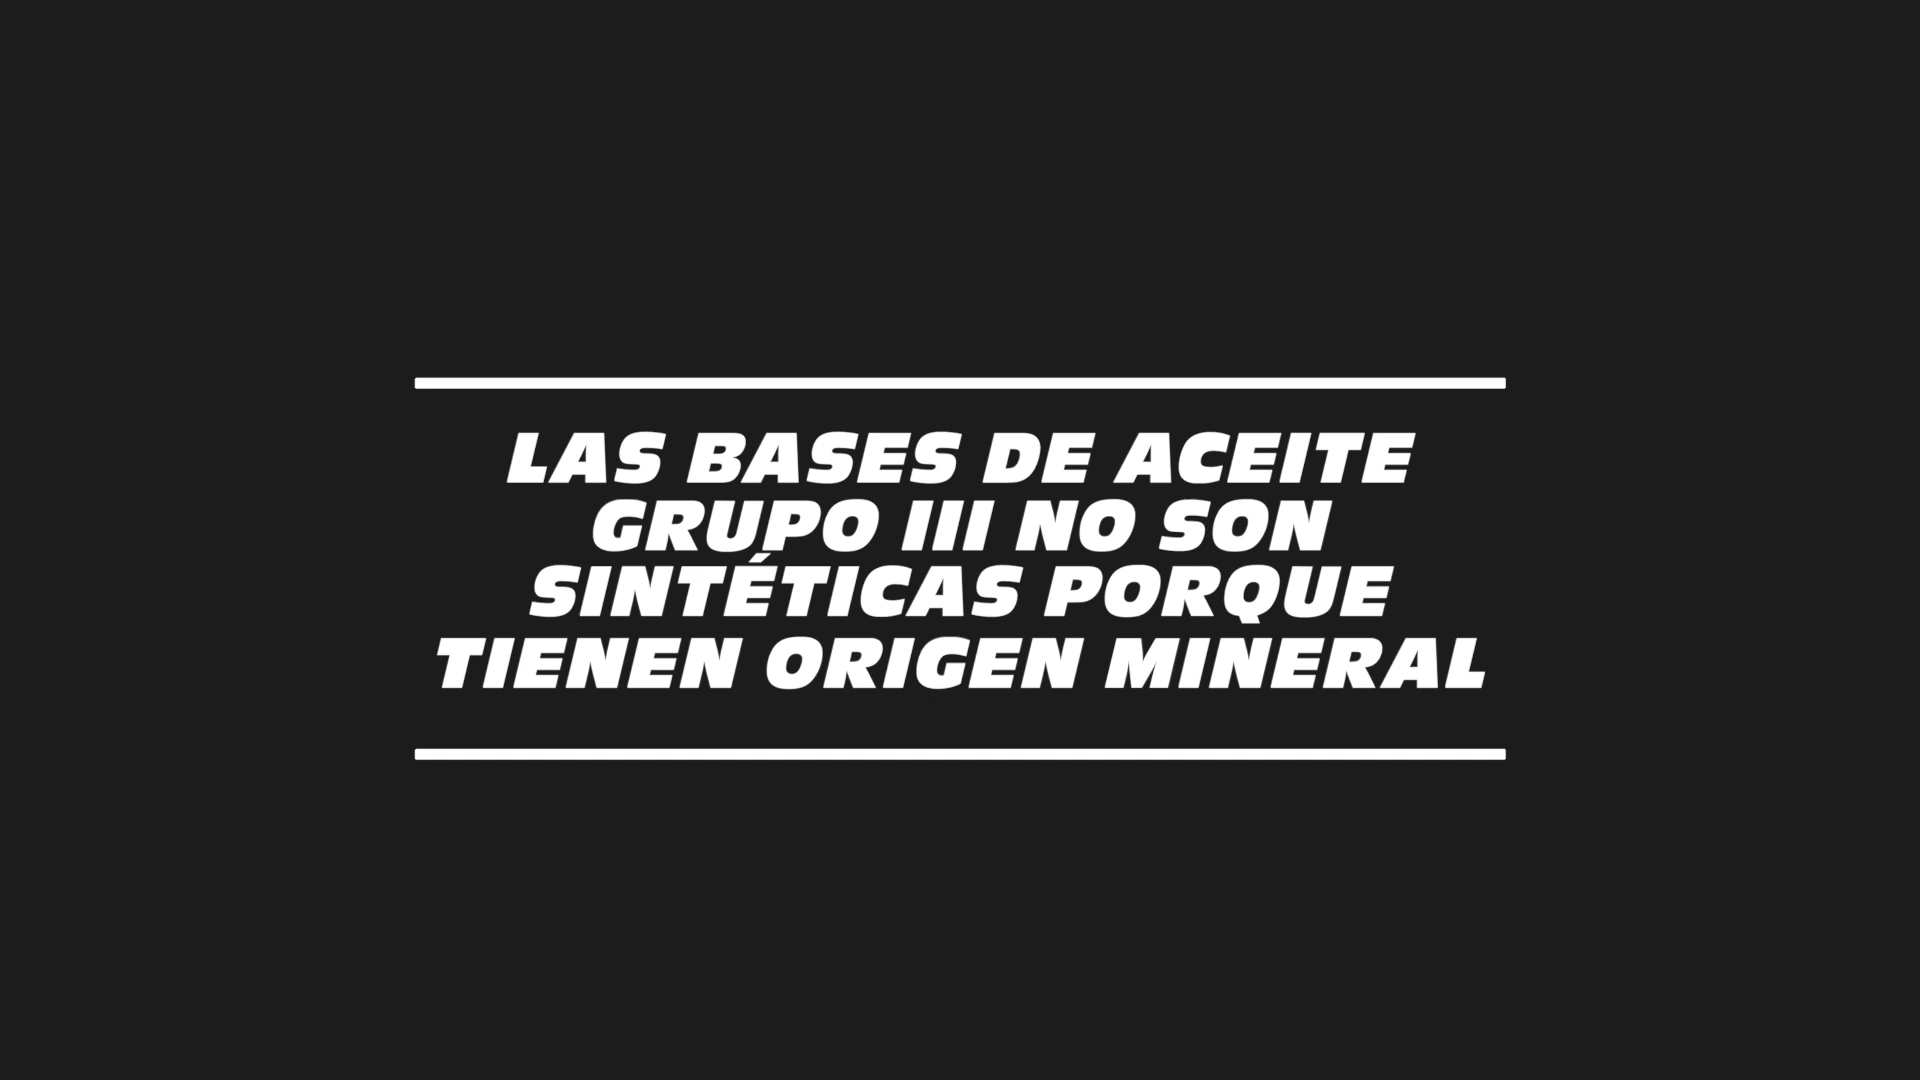 LAS BASES DE ACEITE
GRUPO III NO SON
SINTÉTICAS PORQUE
TIENEN ORIGEN MINERAL